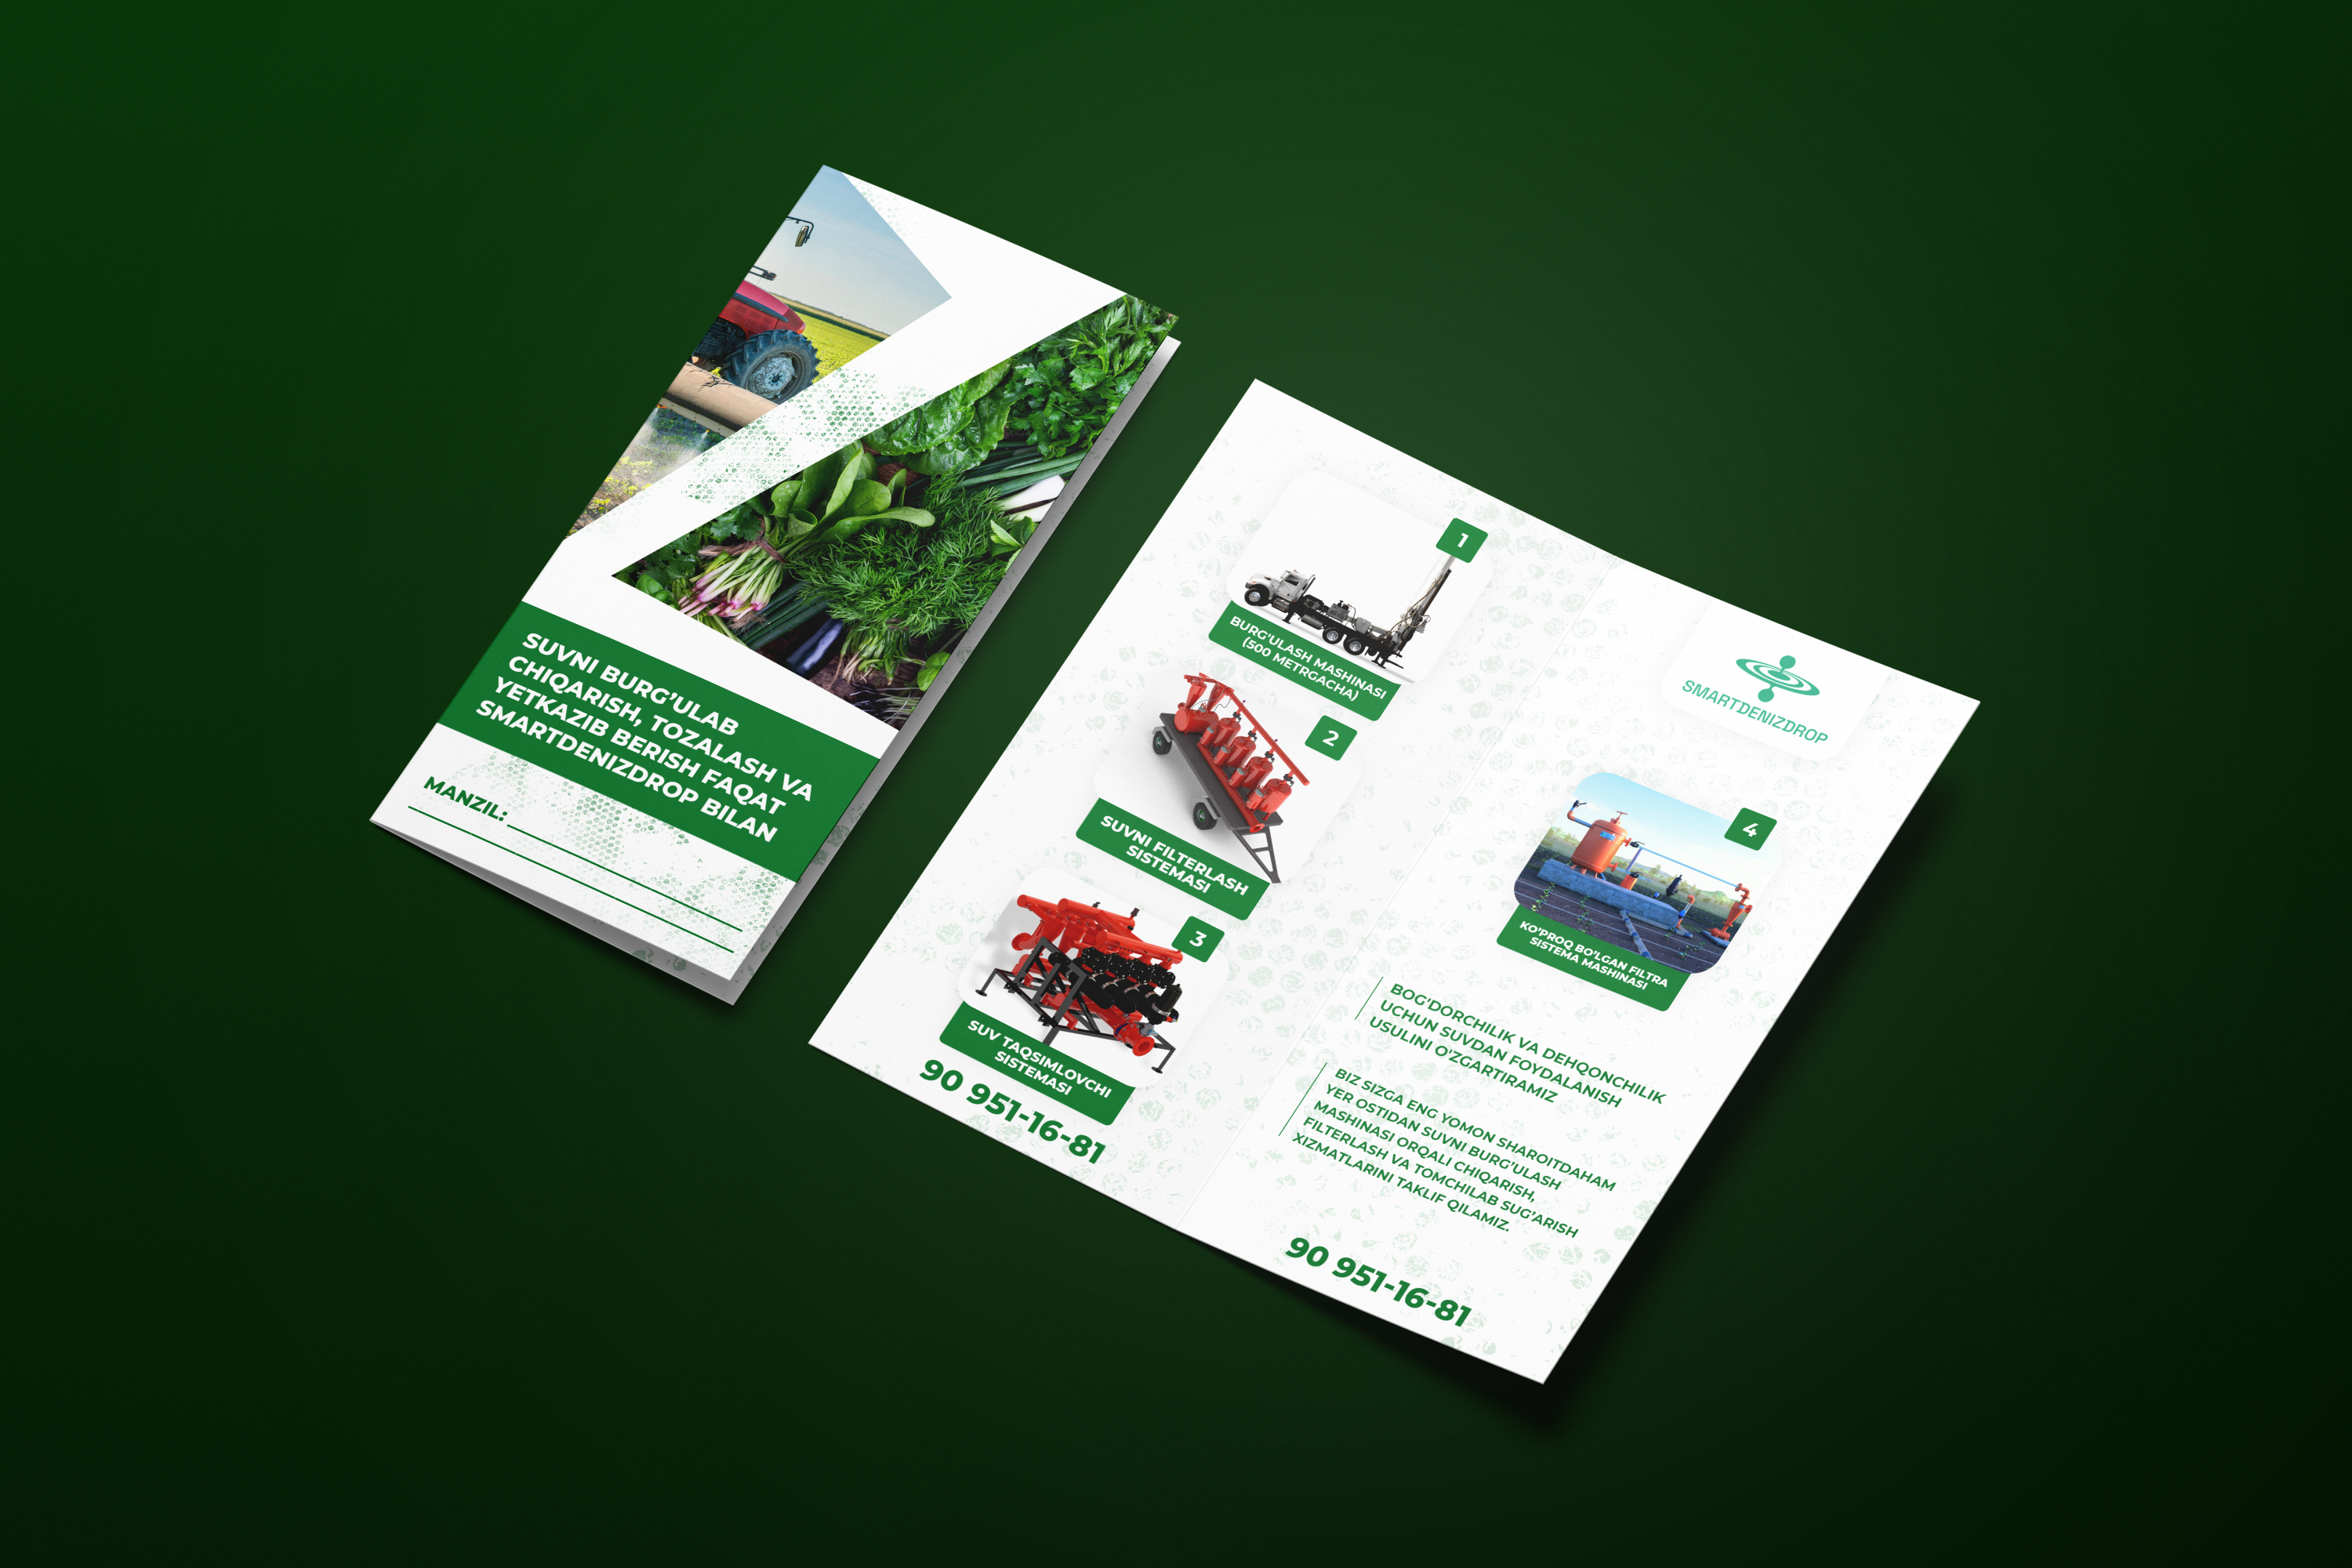 SUVNI BURG'ULAB
CHIQARISH, TOZALASH VA
YETKAZIB BERISH FAQAT
SMARTDENIZDROP BILAN
MANZIL:
1
BURG'ULASH MASHINASI
(500 METRGACHA)
2
SUVNI FILTERLASH
SISTEMASI
3
SUV TAQSIMLOVCHI
SISTEMASI
90 951-16-81
SMARTDENIZDROP
4
KO'PROQ BO'LGAN FILTRA
SISTEMA MASHINASI
BOG'DORCHILIK VA DEHQONCHILIK
UCHUN SUVDAN FOYDALANISH
USULINI O'ZGARTIRAMIZ
BIZ SIZGA ENG YOMON SHAROITDAHAM
YER OSTIDAN SUVNI BURG'ULASH
MASHINASI ORQALI CHIQARISH,
FILTERLASH VA TOMCHILAB SUG'ARISH
XIZMATLARINI TAKLIF QILAMIZ.
90 951-16-81